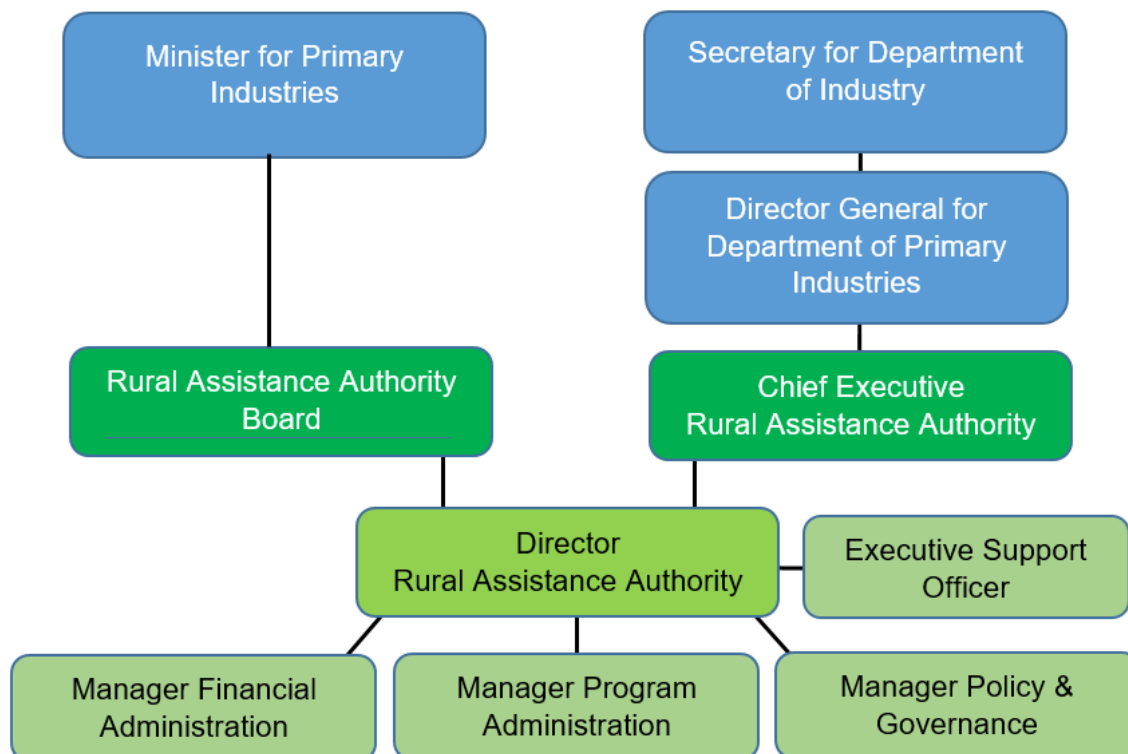 Minister for Primary
Industries
Secretary for Department
of Industry
Director General for
Department of Primary
Industries
Rural Assistance Authority
Board
Chief Executive
Rural Assistance Authority
Director
Rural Assistance Authority
Executive Support
Officer
Manager Financial
Administration
Manager Program
Administration
Manager Policy &
Governance